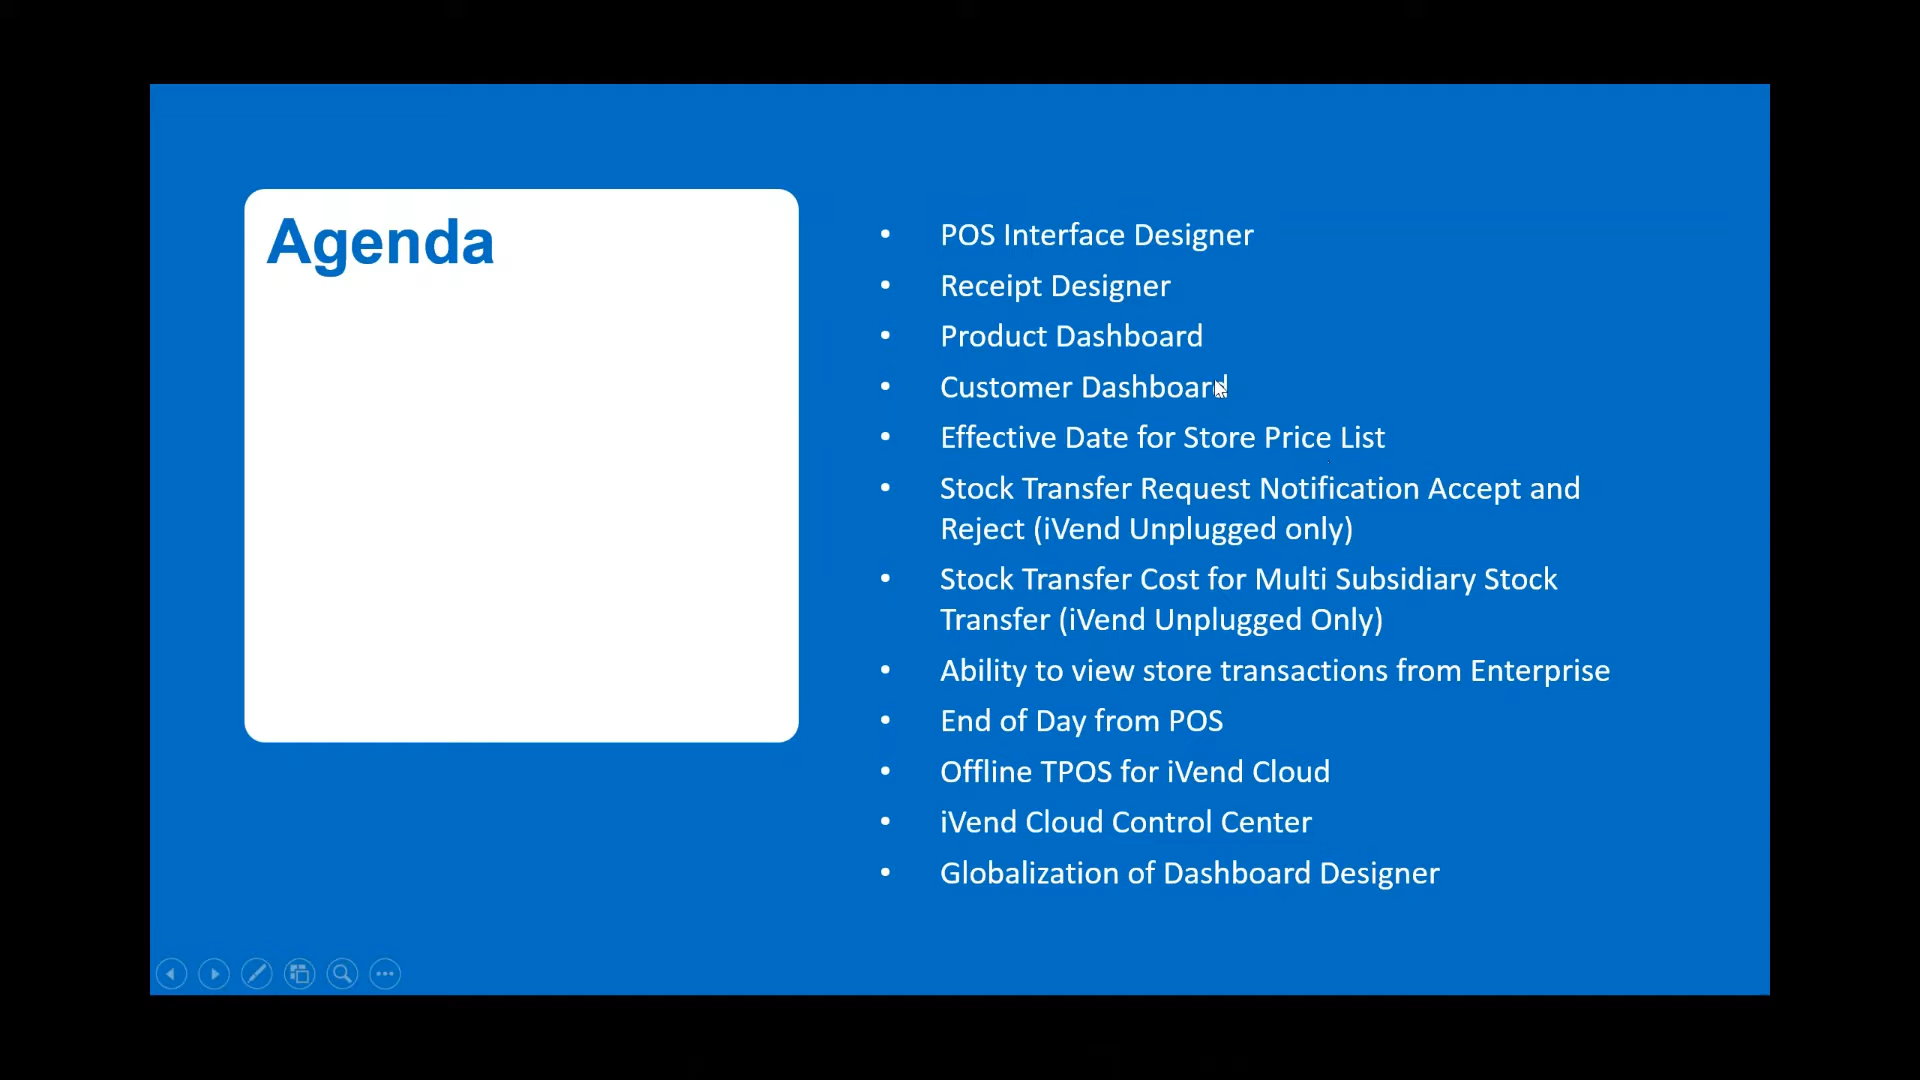 Agenda
• POS Interface Designer
• Receipt Designer
• Product Dashboard
• Customer Dashboard
• Effective Date for Store Price List
• Stock Transfer Request Notification Accept and
Reject (iVend Unplugged only)
• Stock Transfer Cost for Multi Subsidiary Stock
Transfer (iVend Unplugged Only)
• Ability to view store transactions from Enterprise
• End of Day from POS
• Offline TPOS for iVend Cloud
• iVend Cloud Control Center
• Globalization of Dashboard Designer